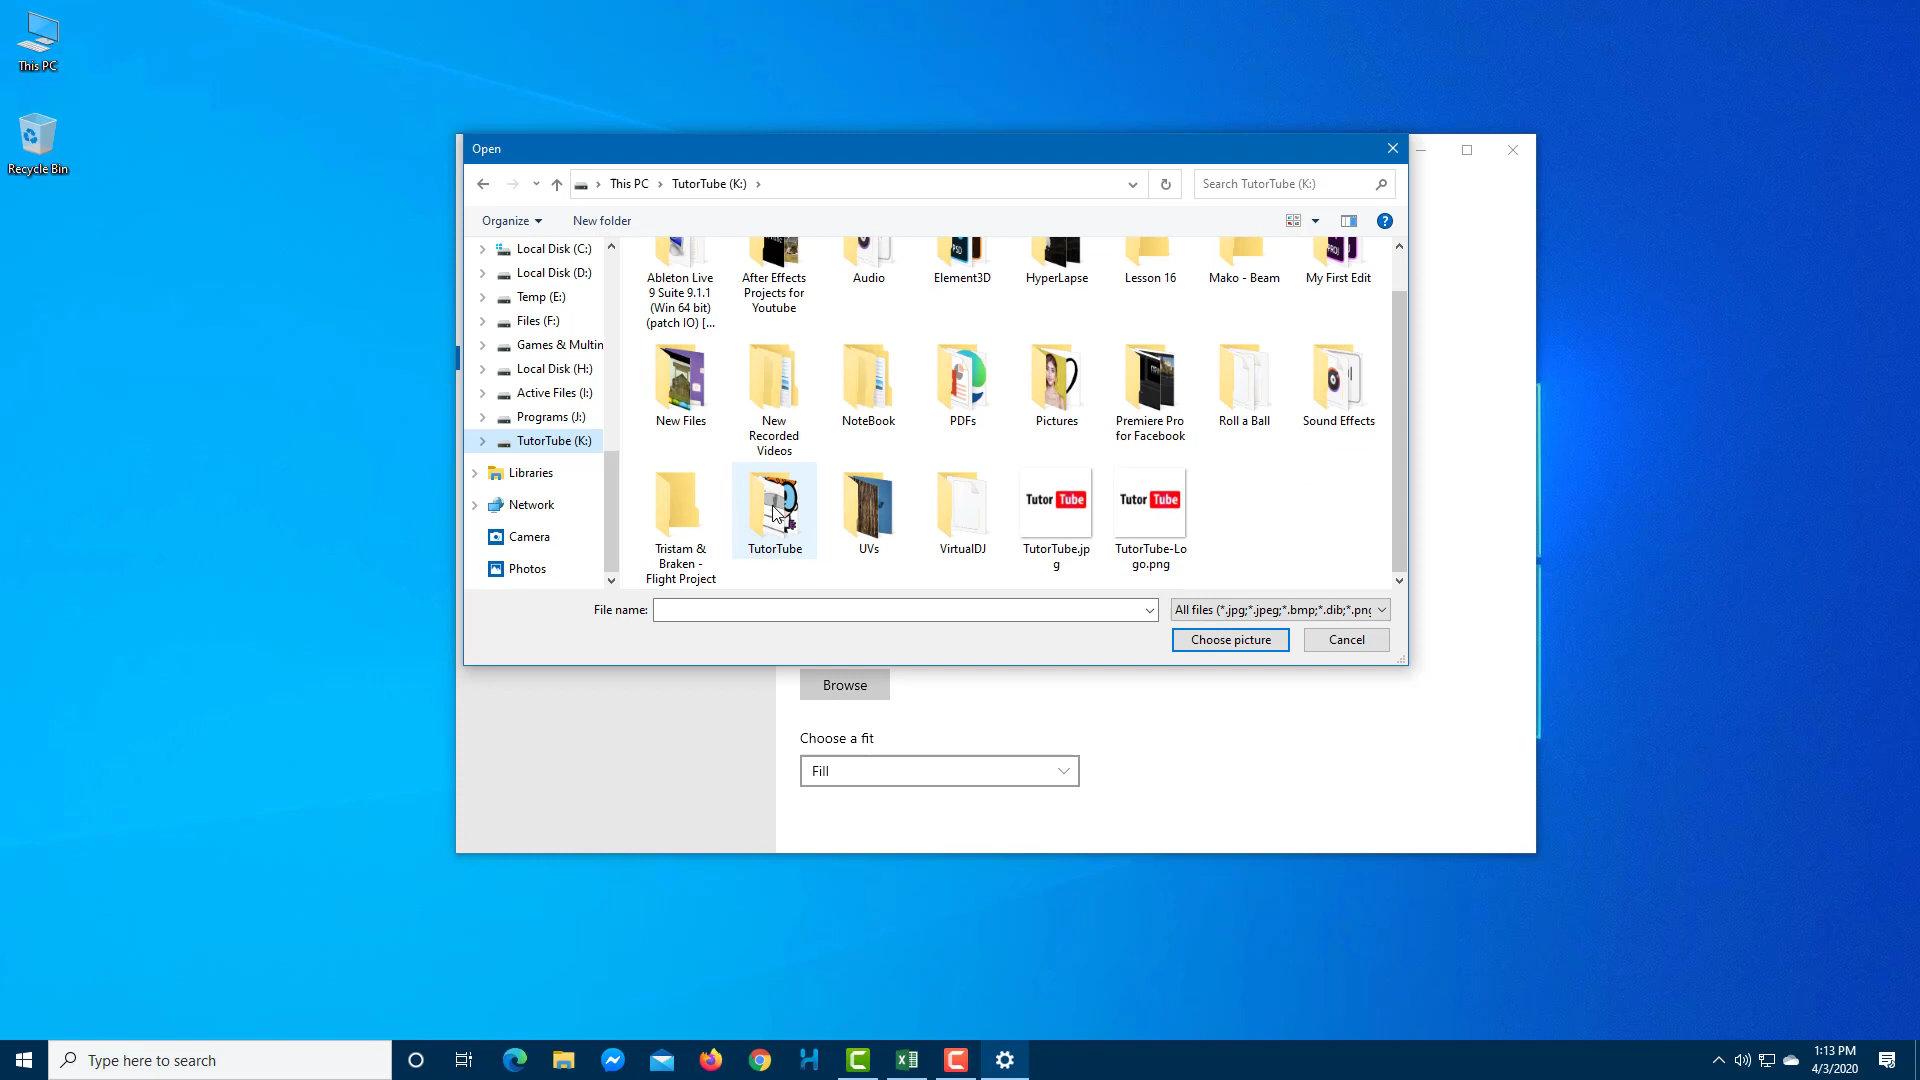 This PC
Recycle Bin
Open
This PC
TutorTube (K:)
Search TutorTube (K:)
Organize
New folder
Local Disk (C:)
Local Disk (D:)
Temp (E:)
Files (F:)
Games & Multin
Local Disk (H:)
Active Files (I:)
Programs (J:)
TutorTube (K:)
Libraries
Network
Camera
Photos
Ableton Live
9 Suite 9.1.1
(Win 64 bit)
(patch IO) [...
After Effects
Projects for
Youtube
Audio
PSD
Element3D
HyperLapse
Lesson 16
Mako - Beam
PROJ
My First Edit
New Files
New
Recorded
Videos
NoteBook
PDFs
Pictures
Premiere Pro
for Facebook
Roll a Ball
Sound Effects
Tristam &
Braken -
Flight Project
TutorTube
UVs
VirtualDJ
Tutor Tube
TutorTube.jp
g
Tutor Tube
TutorTube-Lo
go.png
File name:
All files (*.jpg;*.jpeg;*.bmp;*.dib;*.png
Choose picture
Cancel
Browse
Choose a fit
Fill
Type here to search
1:13 PM
4/3/2020